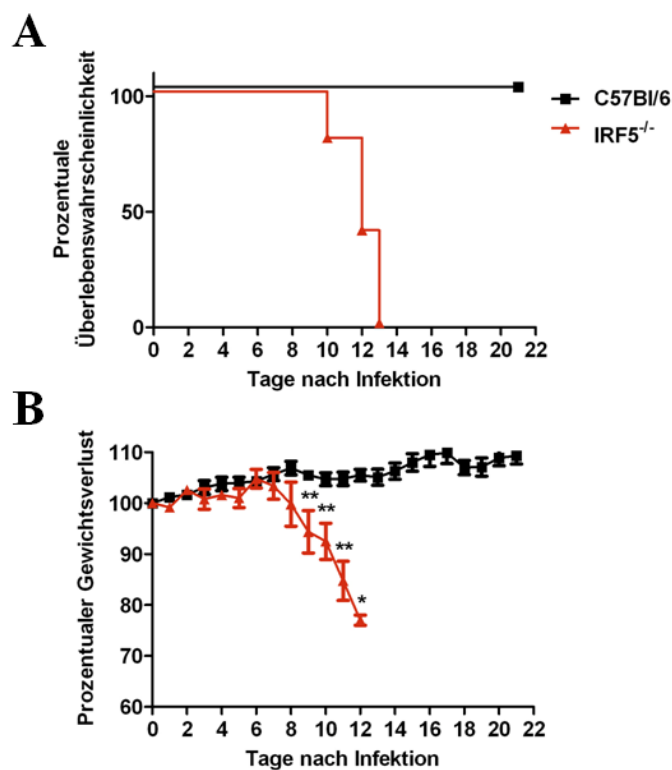 A
Prozentuale
Überlebenswahrscheinlichkeit
100
50
0
0 2 4 6 8 10 12 14 16 18 20 22
Tage nach Infektion
C57Bl/6
IRF5-/-
B
Prozentualer Gewichtsverlust
110
100
90
80
70
60
**
**
**
*
0 2 4 6 8 10 12 14 16 18 20 22
Tage nach Infektion